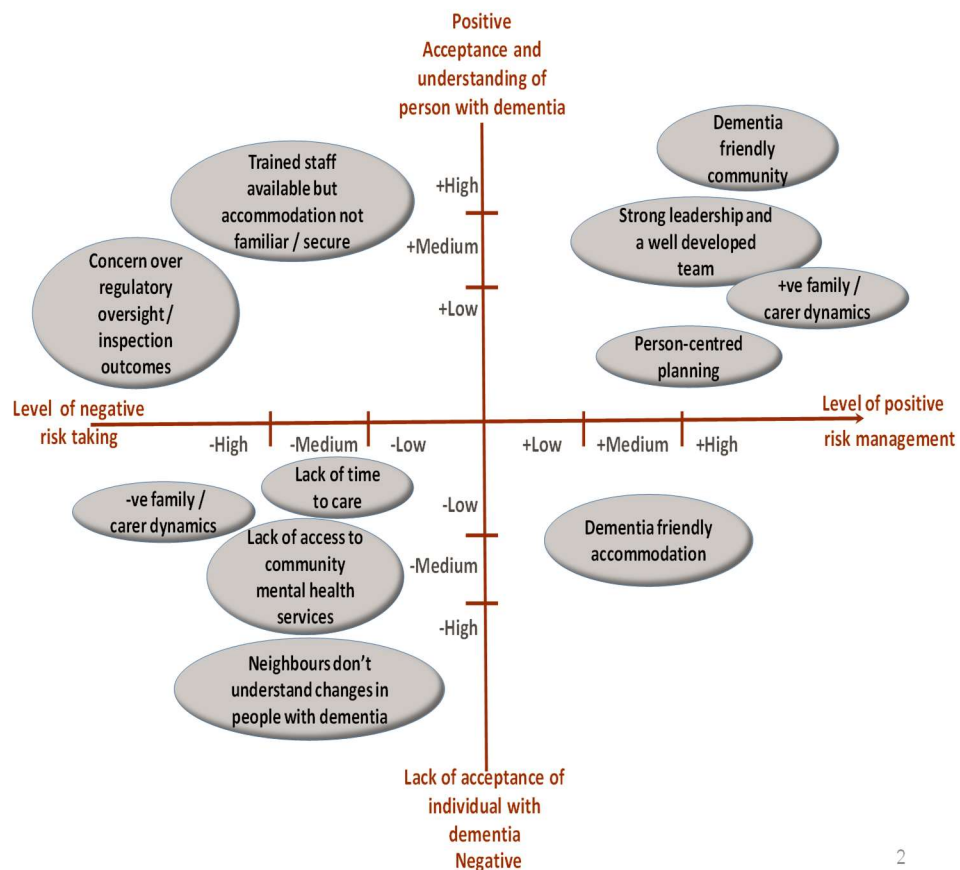 Positive
Acceptance and
understanding of
person with dementia
Dementia
friendly
community
Trained staff
available but
accommodation not
familiar / secure
+High
Strong leadership and
a well developed
team
+Medium
Concern over
regulatory
oversight /
inspection
outcomes
+Low
+ve family /
carer dynamics
Person-centred
planning
Level of negative
risk taking
Level of positive
risk management
-High
-Medium
-Low
+Low
+Medium
+High
Lack of time
to care
-ve family /
carer dynamics
-Low
Dementia friendly
accommodation
Lack of access to
community
mental health
services
-Medium
-High
Neighbours don't
understand changes in
people with dementia
Lack of acceptance of
individual with
dementia
Negative
2